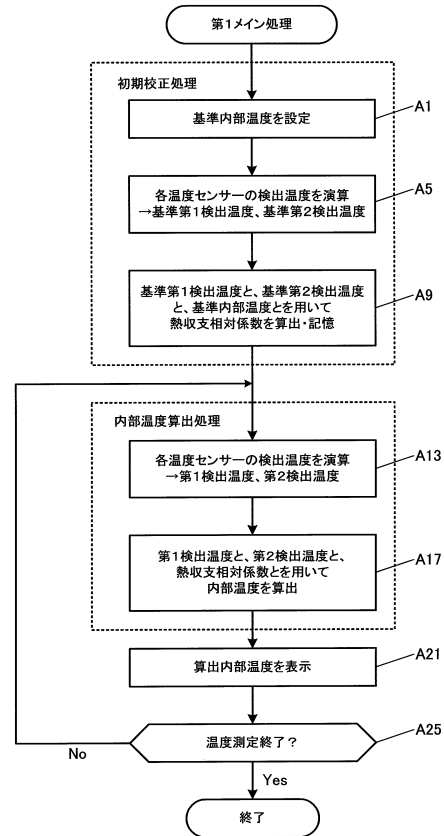 第1メイン処理
初期校正処理
基準内部温度を設定
A1
各温度センサーの検出温度を演算
→基準第1検出温度、基準第2検出温度
A5
基準第1検出温度と、基準第2検出温度
と、基準内部温度とを用いて
熱収支相対係数を算出・記憶
A9
内部温度算出処理
各温度センサーの検出温度を演算
→第1検出温度、第2検出温度
A13
第1検出温度と、第2検出温度と、
熱収支相対係数とを用いて
内部温度を算出
A17
算出内部温度を表示
A21
温度測定終了？
A25
No
Yes
終了